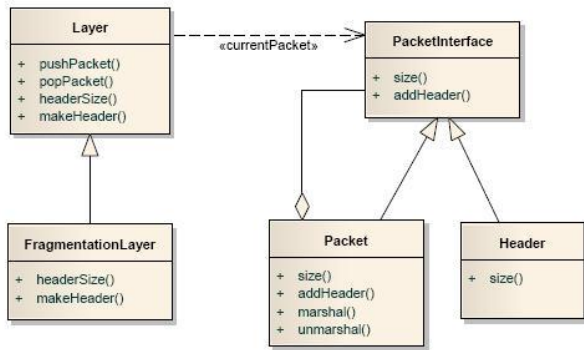 Layer
+ pushPacket()
+ popPacket()
+ headerSize()
+ makeHeader()
«currentPacket»
PacketInterface
+ size()
+ addHeader()
FragmentationLayer
+ headerSize()
+ makeHeader()
Packet
+ size()
+ addHeader()
+ marshal()
+ unmarshal()
Header
+ size()